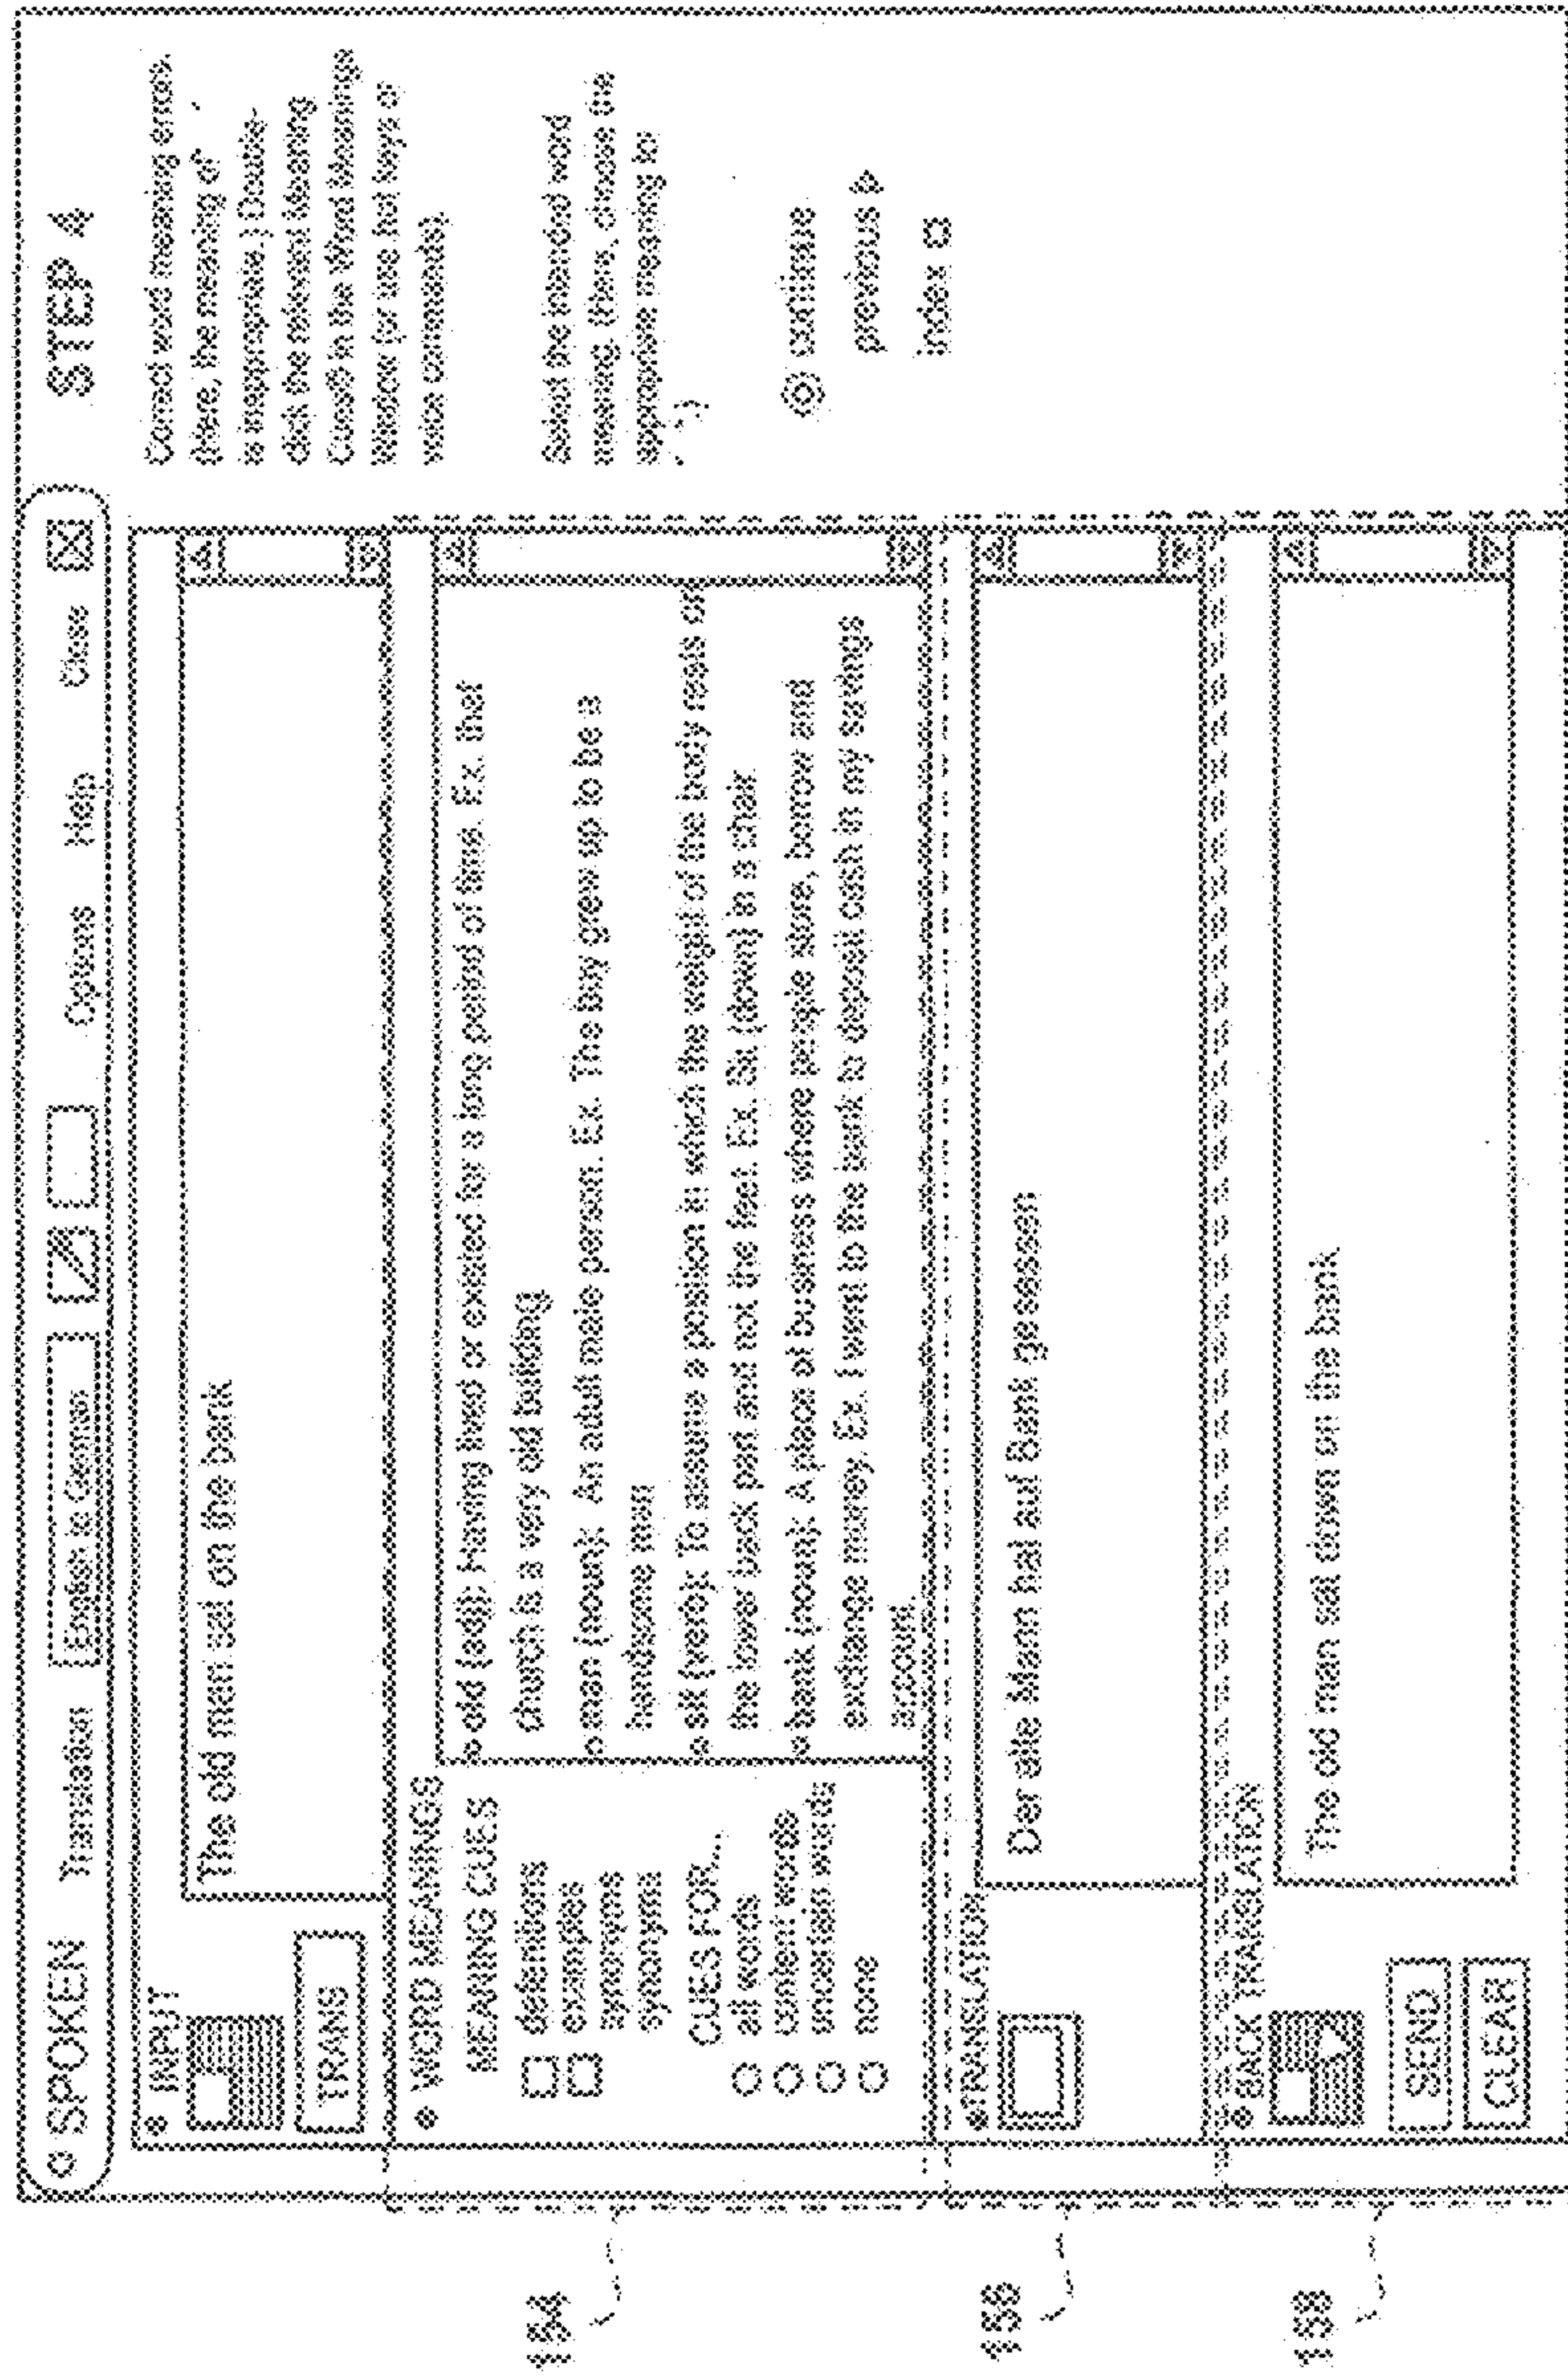 SPOKEN Translation English to German Options Help Close
STEP 4
INPUT
TRANS
The old man sat on the bank
WORD MEANINGS
MEANING CUES
definitions
examples
synonyms
CUES FOR...
all words
content words
uncertain words
none
old (adj): Having lived or existed for a long period of time. Ex. that
church is a very old building
man (noun): An adult male person. Ex. The boy grew up to be a
handsome man
sit (verb): To assume a position in which the weight of the body rests on
the lower back part and not the feet. Ex. Sit (down) in a chair.
bank (noun): A place of business where people store, borrow and
exchange money. Ex. I went to the bank to deposit cash in my savings
account.
TRANSLATION
Der alte Mann hat auf Bank gesessen
BACK TRANSLATION
The old man sat down on the bank
SEND
CLEAR
Correct word meaning errors.
(Here, the meaning of
is inappropriate.) Double-
click the relevant Meaning
Cue(s) in the Word Meanings
window (or use hot keys or
voice commands).
Select the intended word
meaning. (Here, choose the
appropriate meaning to
continue
previous
index
154
156
158